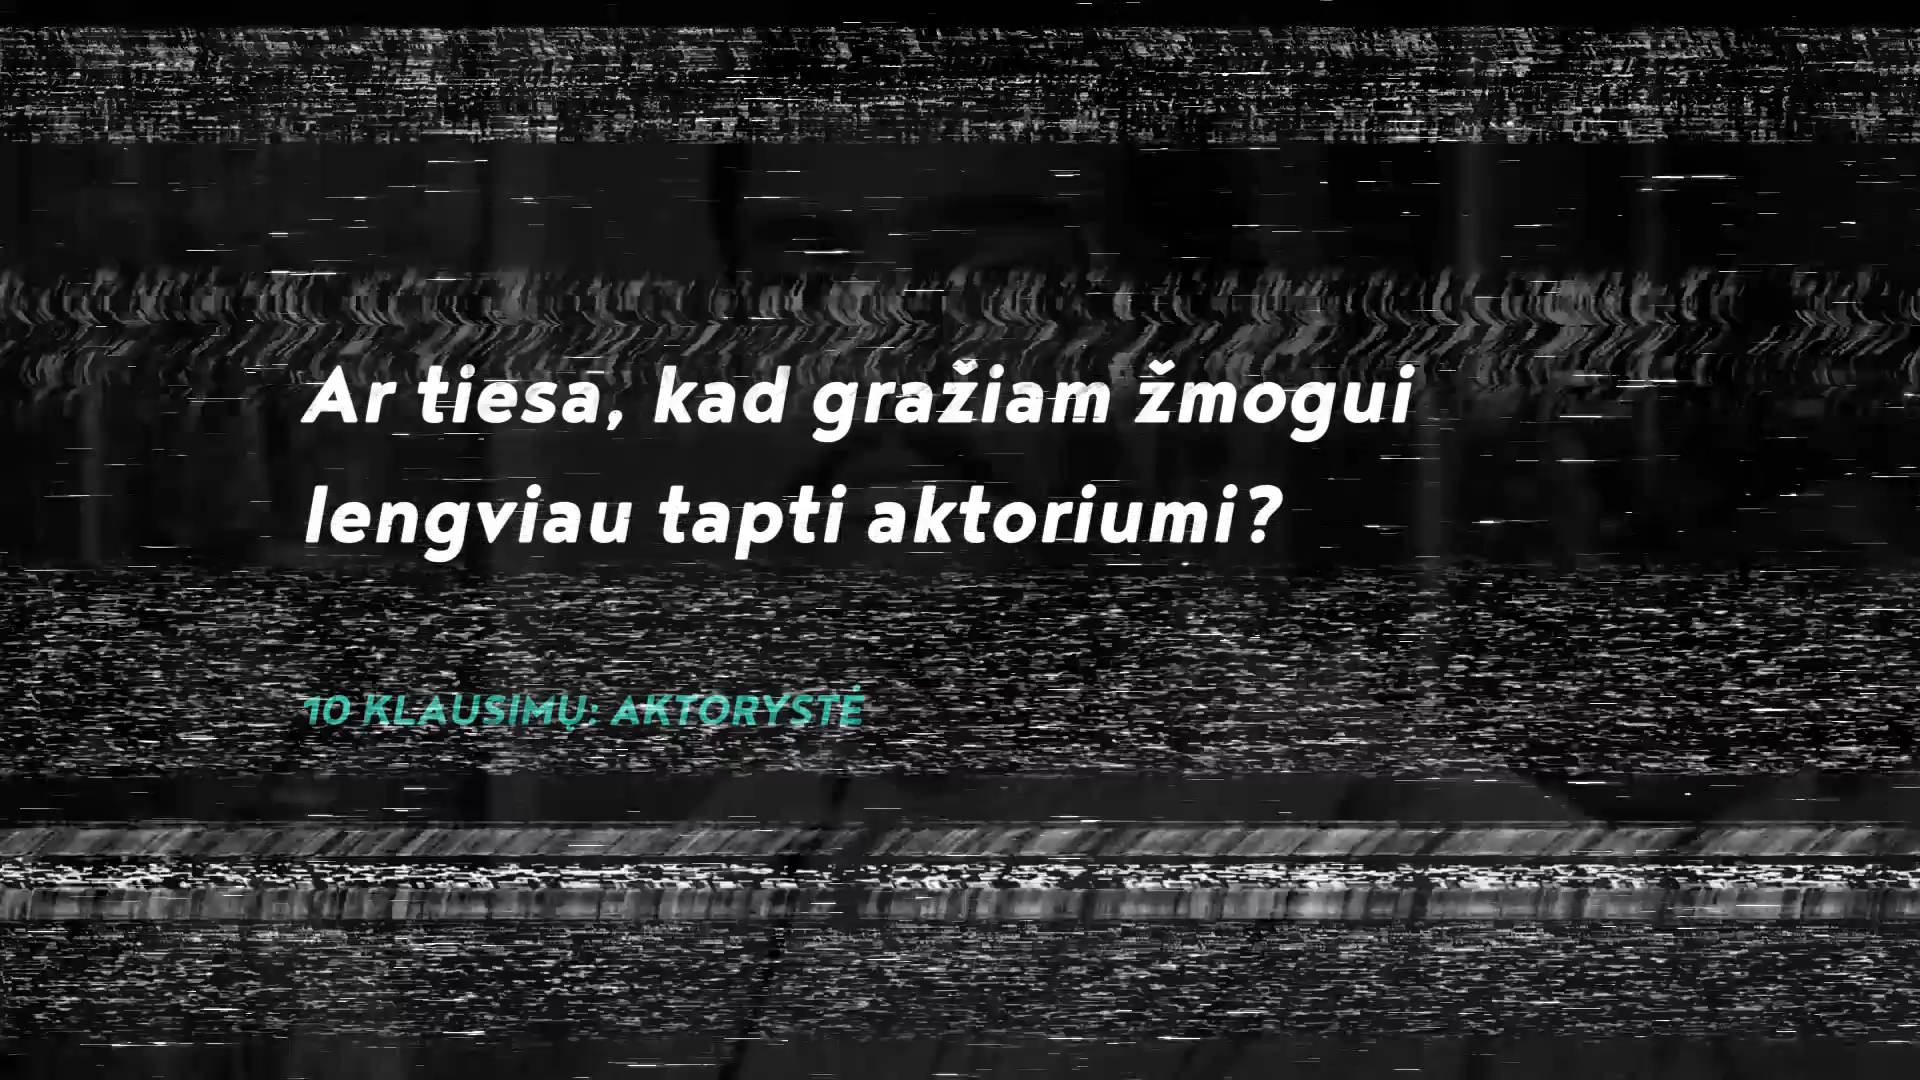 Ar tiesa, kad gražiam žmogui
lengviau tapti aktoriumi?
10 KLAUSIMŲ: AKTORYSTĖ